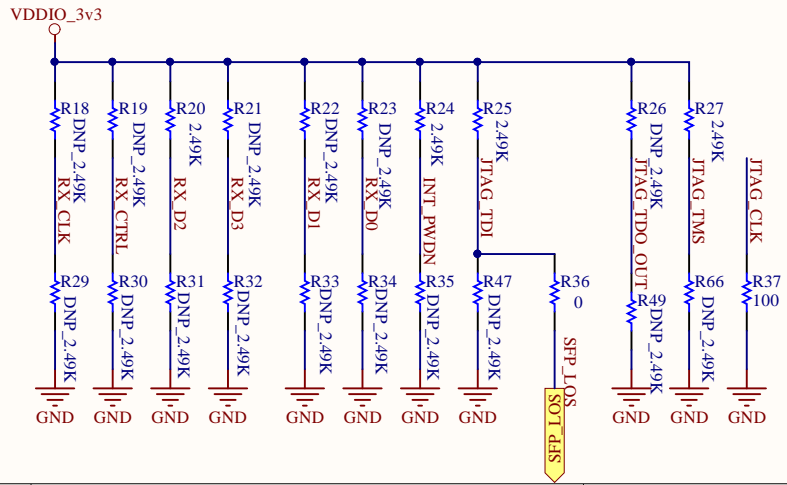 VDDIO_3v3
R18
DNP_2.49K
R19
DNP_2.49K
R20
2.49K
R21
DNP_2.49K
R22
DNP_2.49K
R23
DNP_2.49K
R24
2.49K
R25
2.49K
R26
DNP_2.49K
R27
2.49K
RX_CLK
RX_CTRL
RX_D2
RX_D3
RX_D1
RX_D0
INT_PWDN
JTAG_TDI
JTAG_TDO_OUT
JTAG_TMS
JTAG_CLK
R29
DNP_2.49K
R30
DNP_2.49K
R31
DNP_2.49K
R32
DNP_2.49K
R33
DNP_2.49K
R34
DNP_2.49K
R35
DNP_2.49K
R47
DNP_2.49K
R36
0
R49
DNP_2.49K
R66
DNP_2.49K
R37
100
SFP_LOS
SFP_LOS
GND
GND
GND
GND
GND
GND
GND
GND
GND
GND
GND